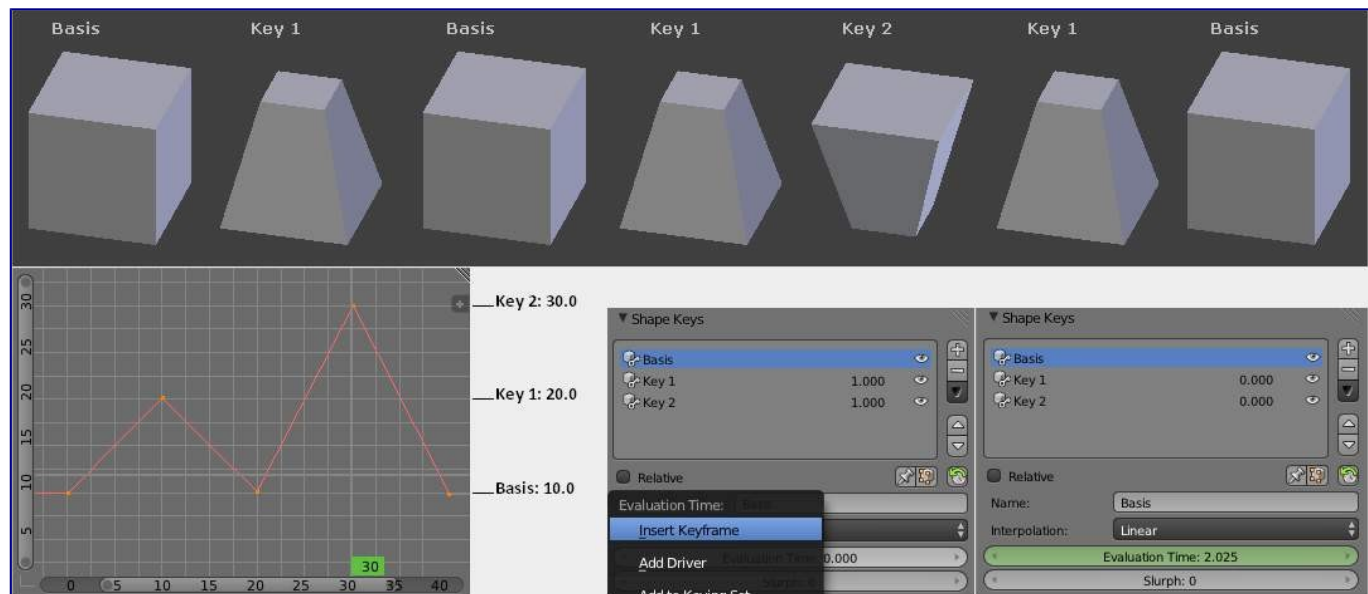 Basis Key 1 Basis Key 1 Key 2 Key 1 Basis
30
25
20
15
10
5
0 5 10 15 20 25 30 35 40
30
Key 2: 30.0
Key 1: 20.0
Basis: 10.0
Shape Keys
Basis
Key 1 1.000
Key 2 1.000
Relative
Evaluation Time:
Insert Keyframe
Add Driver
0.000
Add to Keying Set
Shape Keys
Basis
Key 1 0.000
Key 2 0.000
Relative
Name: Basis
Interpolation: Linear
Evaluation Time: 2.025
Slurph: 0